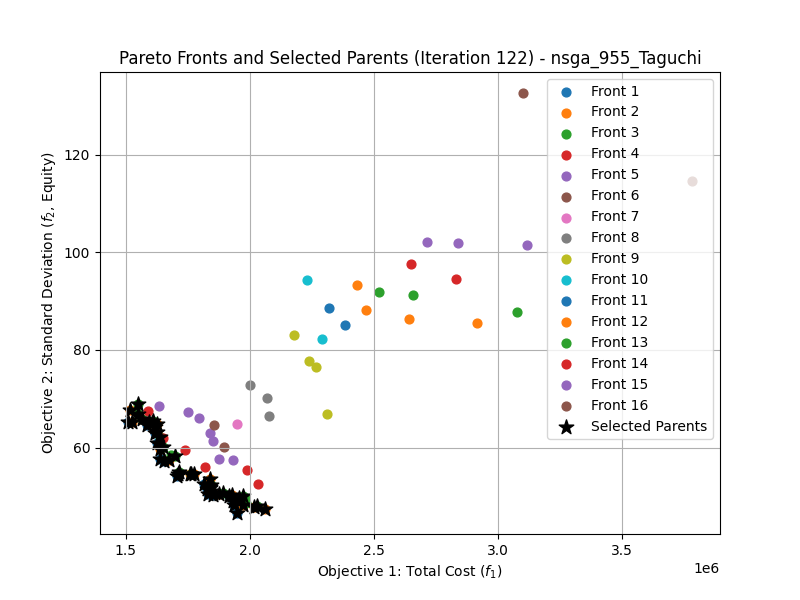 Pareto Fronts and Selected Parents (Iteration 122) - nsga_955_Taguchi
Objective 2: Standard Deviation (f₂, Equity)
120
100
80
60
1.5
2.0
2.5
3.0
3.5
1e6
Objective 1: Total Cost (f₁)
Front 1
Front 2
Front 3
Front 4
Front 5
Front 6
Front 7
Front 8
Front 9
Front 10
Front 11
Front 12
Front 13
Front 14
Front 15
Front 16
Selected Parents